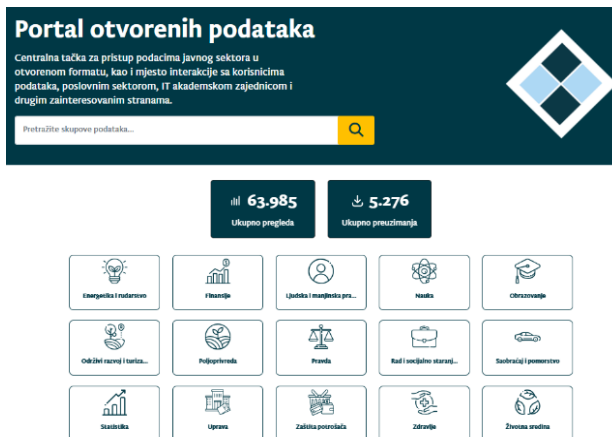 Portal otvorenih podataka
Centralna tačka za pristup podacima javnog sektora u
otvorenom formatu, kao i mjesto interakcije sa korisnicima
podataka, poslovnim sektorom, IT akademskom zajednicom i
drugim zainteresovanim stranama.
Pretražite skupove podataka...
63.985
Ukupno pregleda
5.276
Ukupno preuzimanja
Energetika i rudarstvo
Finansije
Ljudska i manjinska pra...
Nauka
Obrazovanje
Održivi razvoj i turiza...
Poljoprivreda
Pravda
Rad i socijalno staranj...
Saobraćaj i pomorstvo
Statistika
Uprava
Zaštita potrošača
Zdravlje
Životna sredina